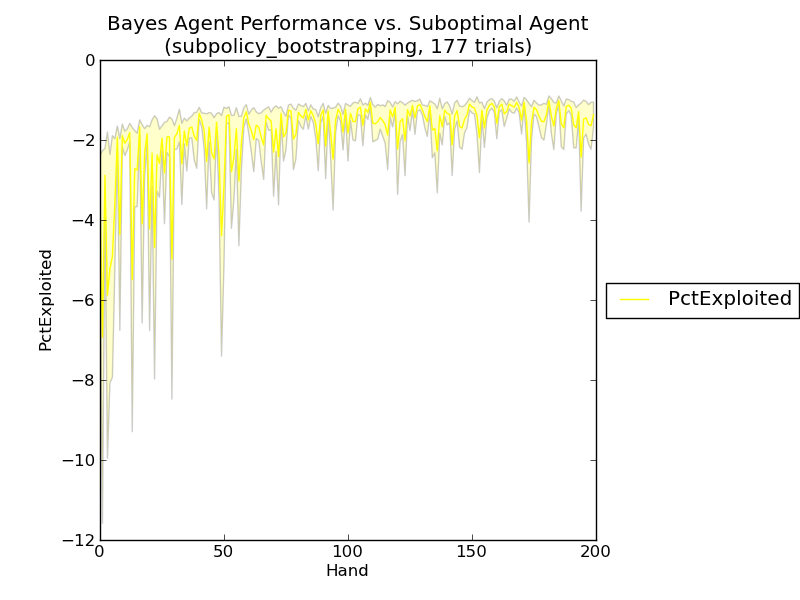 Bayes Agent Performance vs. Suboptimal Agent
(subpolicy_bootstrapping, 177 trials)
0
−2
−4
−6
−8
−10
−12
PctExploited
0 50 100 150 200
Hand
PctExploited